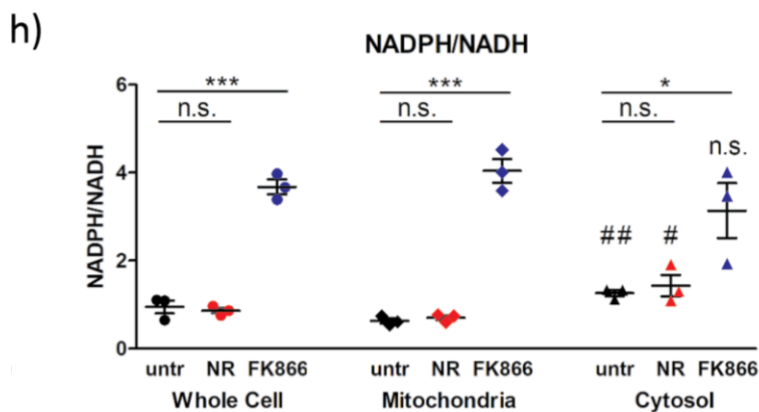 h)
NADPH/NADH
NADPH/NADH
6
4
2
0
*** *** *
n.s. n.s. n.s.
n.s.
## #
untr NR FK866 untr NR FK866 untr NR FK866
Whole Cell Mitochondria Cytosol